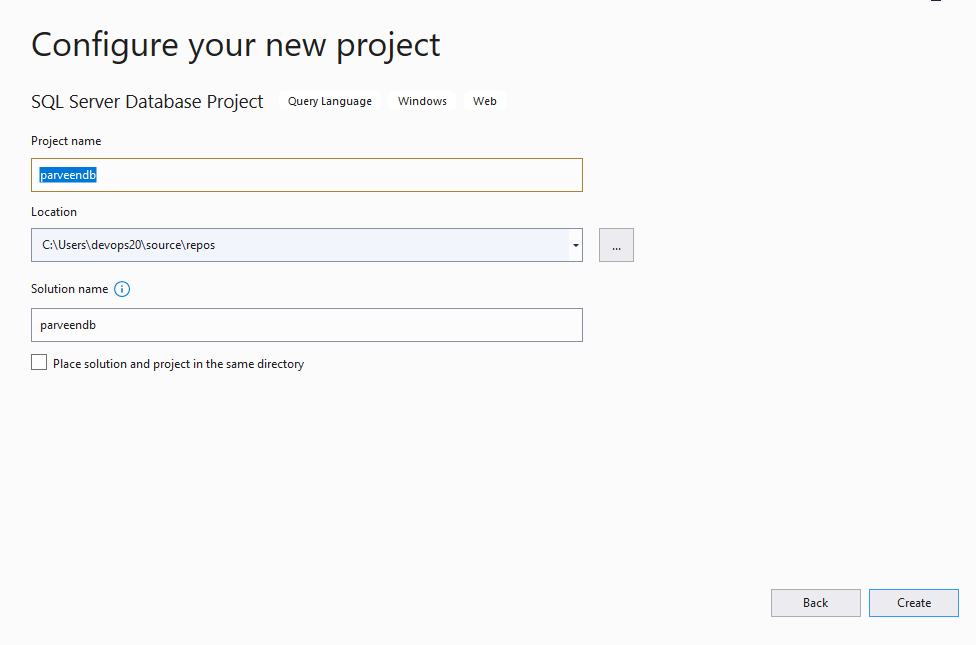 Configure your new project
SQL Server Database Project Query Language Windows Web
Project name
parveendb
Location
C:\Users\devops20\source\repos
...
Solution name
parveendb
Place solution and project in the same directory
Back Create